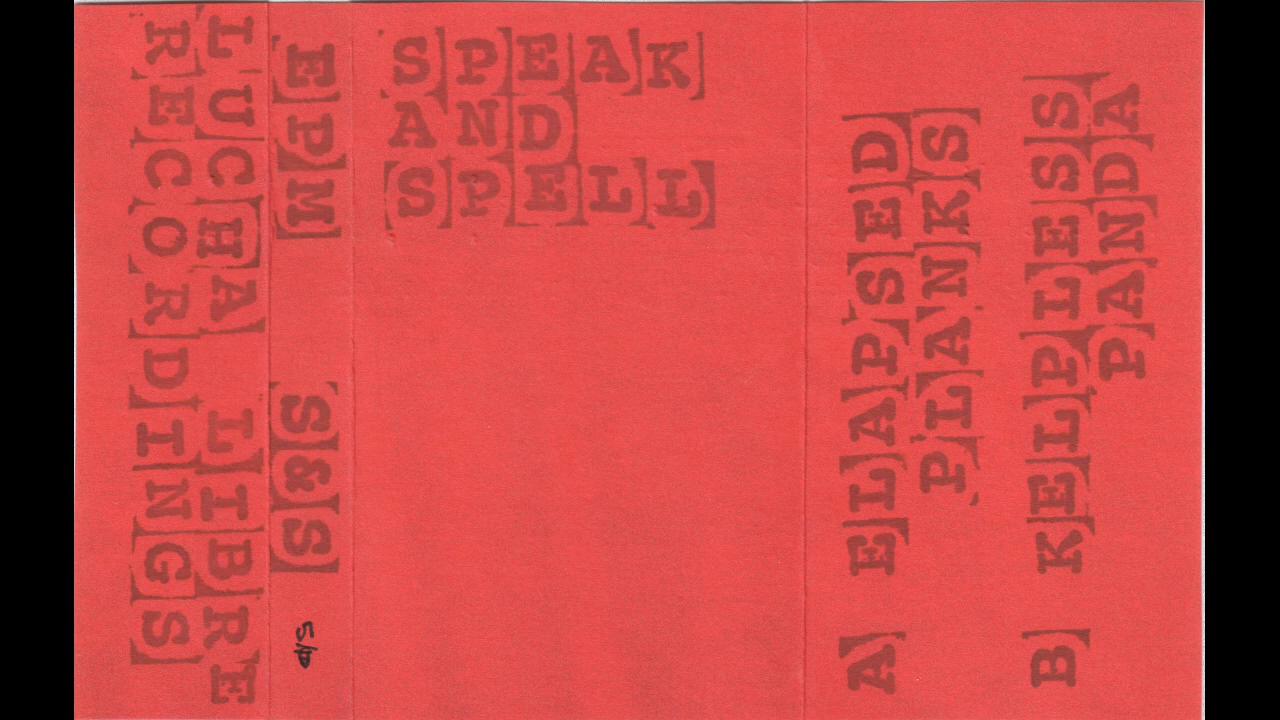 LUCHA LIBRE
RECORDINGS
EPM S&S
SPEAK
AND
SPELL
A ELAPSED
PLANKS
B KELPLESS
PANDA